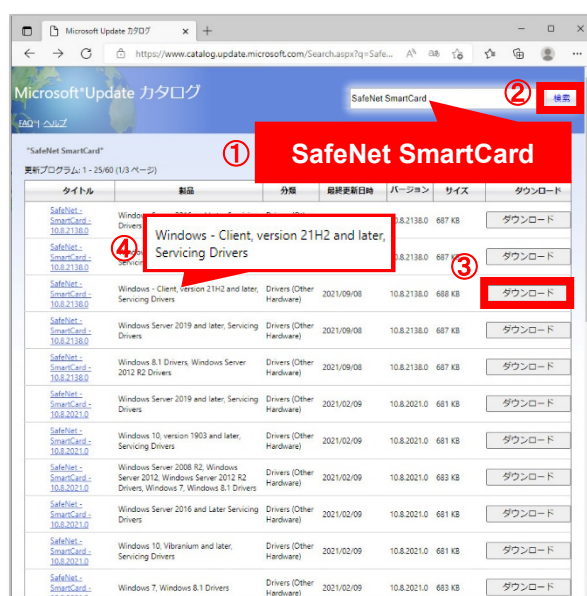 Microsoft Update カタログ
https://www.catalog.update.microsoft.com/Search.aspx?q=Safe...
Microsoft®Update カタログ
SafeNet SmartCard
②
検索
FAQ | ヘルプ
"SafeNet SmartCard"
①
SafeNet SmartCard
更新プログラム: 1 - 25/60 (1/3 ページ)
タイトル 製品 分類 最終更新日時 バージョン サイズ ダウンロード
SafeNet -
SmartCard -
10.8.2138.0
10.8.2138.0 687 KB ダウンロード
④
Windows - Client, version 21H2 and later,
Servicing Drivers
SafeNet -
SmartCard -
10.8.2138.0
10.8.2138.0 687 KB ダウンロード
③
SafeNet -
SmartCard -
10.8.2138.0
Windows - Client, version 21H2 and later,
Servicing Drivers
Drivers (Other
Hardware)
2021/09/08 10.8.2138.0 688 KB ダウンロード
SafeNet -
SmartCard -
10.8.2138.0
Windows Server 2019 and later, Servicing
Drivers
Drivers (Other
Hardware)
2021/09/08 10.8.2138.0 687 KB ダウンロード
SafeNet -
SmartCard -
10.8.2138.0
Windows 8.1 Drivers, Windows Server
2012 R2 Drivers
Drivers (Other
Hardware)
2021/09/08 10.8.2138.0 687 KB ダウンロード
SafeNet -
SmartCard -
10.8.2021.0
Windows Server 2019 and later, Servicing
Drivers
Drivers (Other
Hardware)
2021/02/09 10.8.2021.0 681 KB ダウンロード
SafeNet -
SmartCard -
10.8.2021.0
Windows 10, version 1903 and later,
Servicing Drivers
Drivers (Other
Hardware)
2021/02/09 10.8.2021.0 681 KB ダウンロード
SafeNet -
SmartCard -
10.8.2021.0
Windows Server 2008 R2, Windows
Server 2012, Windows Server 2012 R2
Drivers, Windows 7, Windows 8.1 Drivers
Drivers (Other
Hardware)
2021/02/09 10.8.2021.0 683 KB ダウンロード
SafeNet -
SmartCard -
10.8.2021.0
Windows Server 2016 and Later Servicing
Drivers
Drivers (Other
Hardware)
2021/02/09 10.8.2021.0 681 KB ダウンロード
SafeNet -
SmartCard -
10.8.2021.0
Windows 10, Vibranium and later,
Servicing Drivers
Drivers (Other
Hardware)
2021/02/09 10.8.2021.0 681 KB ダウンロード
SafeNet -
SmartCard -
Windows 7, Windows 8.1 Drivers
Drivers (Other
Hardware)
2021/02/09 10.8.2021.0 683 KB ダウンロード